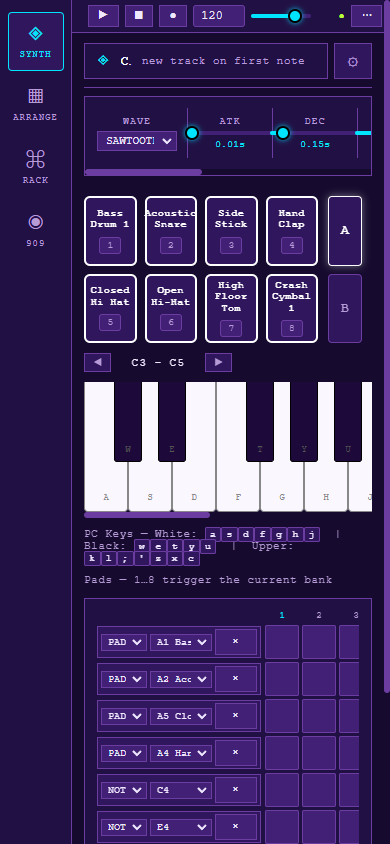 120
...
SYNTH
C. new track on first note
ARRANGE
RACK
909
WAVE ATK DEC
SAWTOOT
0.01s 0.15s
Bass Drum 1
1
Acoustic Snare
2
Side Stick
3
Hand Clap
4
A
Closed Hi Hat
5
Open Hi-Hat
6
High Floor Tom
7
Crash Cymbal 1
8
B
C3 – C5
W E T Y U
A S D F G H J
PC Keys — White: a s d f g h j |
Black: w e t y u | Upper:
k l ; ' z x c
Pads — 1…8 trigger the current bank
1 2 3
PAD A1 Bas ×
PAD A2 Acc ×
PAD A5 Clc ×
PAD A4 Har ×
NOT C4 ×
NOT E4 ×